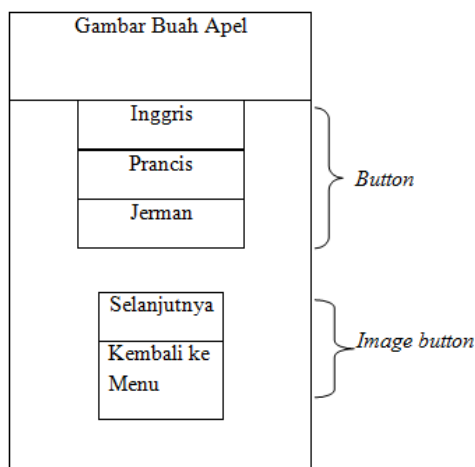 Gambar Buah Apel
Inggris
Prancis
Jerman
Button
Selanjutnya
Kembali ke
Menu
Image button